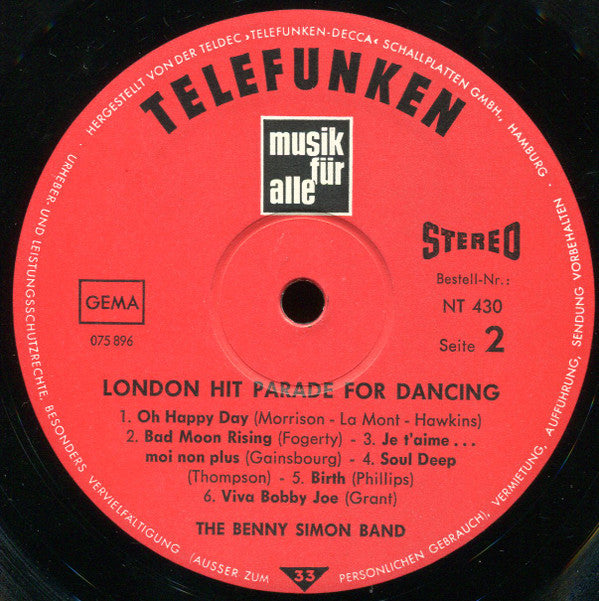 · HERGESTELLT VON DER TELDEC »TELEFUNKEN-DECCA« SCHALLPLATTEN GMBH., HAMBURG ·
URHEBER- UND LEISTUNGSSCHUTZRECHTE, BESONDERS VERVIELFÄLTIGUNG (AUSSER ZUM PERSÖNLICHEN GEBRAUCH), VERMIETUNG, AUFFÜHRUNG, SENDUNG VORBEHALTEN
TELEFUNKEN
musik
für
alle
STEREO
Bestell-Nr.:
NT 430
Seite 2
GEMA
075 896
LONDON HIT PARADE FOR DANCING
1. Oh Happy Day (Morrison - La Mont - Hawkins)
2. Bad Moon Rising (Fogerty) - 3. Je t'aime ...
moi non plus (Gainsbourg) - 4. Soul Deep
(Thompson) - 5. Birth (Phillips)
6. Viva Bobby Joe (Grant)
THE BENNY SIMON BAND
33